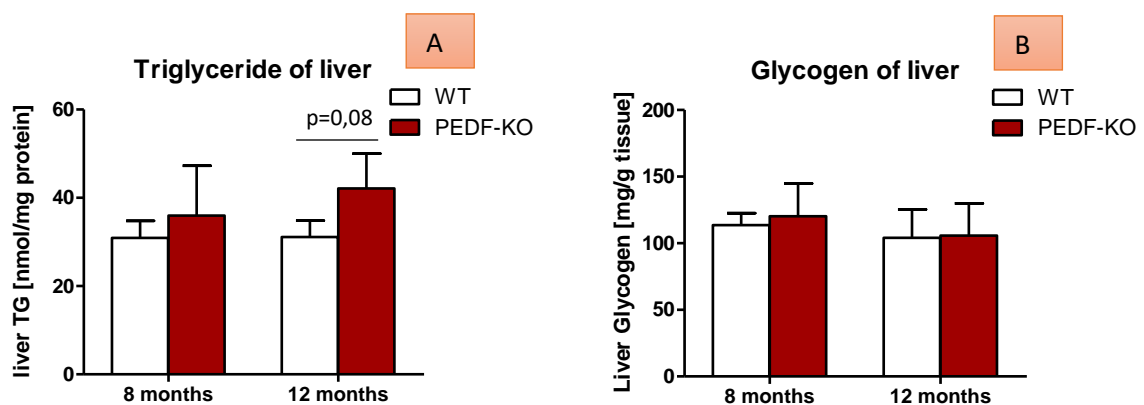 A
Triglyceride of liver
WT
PEDF-KO
p=0,08
liver TG [nmol/mg protein]
60
40
20
0
8 months
12 months
B
Glycogen of liver
WT
PEDF-KO
Liver Glycogen [mg/g tissue]
200
150
100
50
0
8 months
12 months